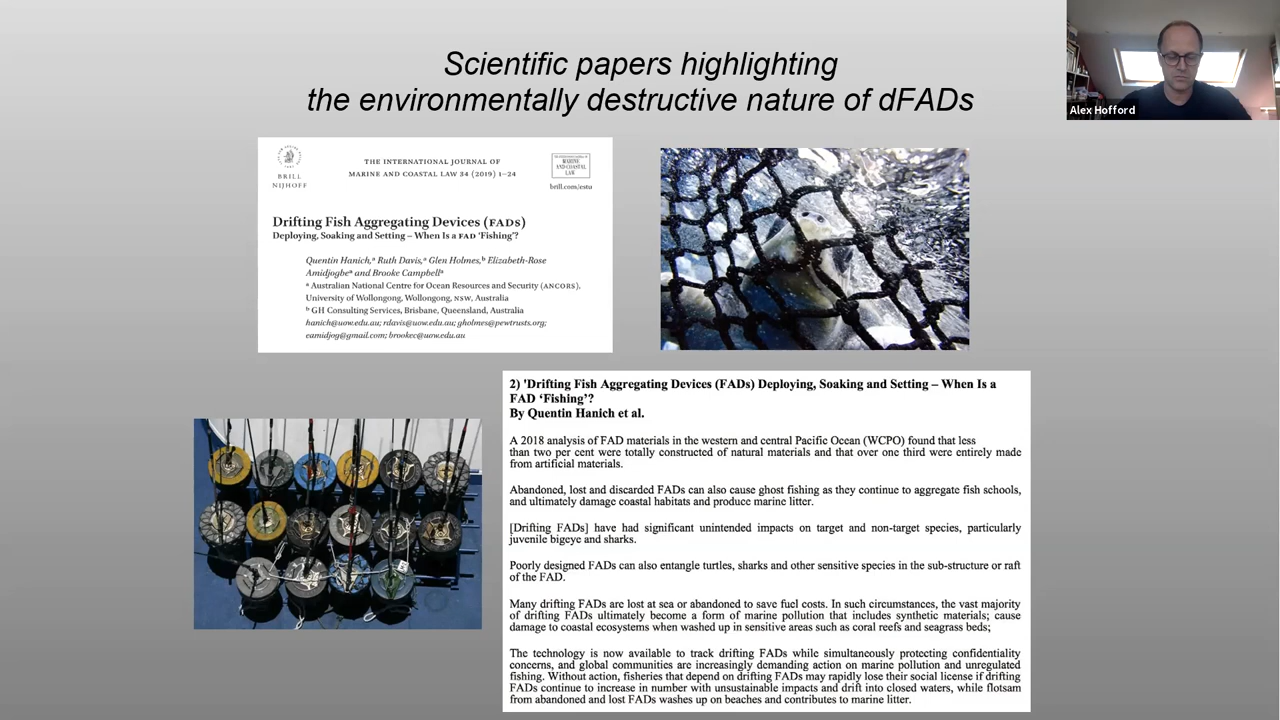 Scientific papers highlighting
the environmentally destructive nature of dFADs
Alex Hofford
BRILL
NIJHOFF
THE INTERNATIONAL JOURNAL OF
MARINE AND COASTAL LAW 34 (2019) 1–24
MARINE
AND COASTAL
LAW
brill.com/estu
Drifting Fish Aggregating Devices (FADs)
Deploying, Soaking and Setting – When Is a FAD ‘Fishing’?
Quentin Hanich,ᵃ Ruth Davis,ᵃ Glen Holmes,ᵇ Elizabeth-Rose
Amidjogbeᵃ and Brooke Campbellᵃ
ᵃ Australian National Centre for Ocean Resources and Security (ANCORS),
University of Wollongong, Wollongong, NSW, Australia
ᵇ GH Consulting Services, Brisbane, Queensland, Australia
hanich@uow.edu.au; rdavis@uow.edu.au; gholmes@pewtrusts.org;
eamidjog@gmail.com; brookec@uow.edu.au
2) 'Drifting Fish Aggregating Devices (FADs) Deploying, Soaking and Setting – When Is a
FAD ‘Fishing’?
By Quentin Hanich et al.
A 2018 analysis of FAD materials in the western and central Pacific Ocean (WCPO) found that less
than two per cent were totally constructed of natural materials and that over one third were entirely made
from artificial materials.
Abandoned, lost and discarded FADs can also cause ghost fishing as they continue to aggregate fish schools,
and ultimately damage coastal habitats and produce marine litter.
[Drifting FADs] have had significant unintended impacts on target and non-target species, particularly
juvenile bigeye and sharks.
Poorly designed FADs can also entangle turtles, sharks and other sensitive species in the sub-structure or raft
of the FAD.
Many drifting FADs are lost at sea or abandoned to save fuel costs. In such circumstances, the vast majority
of drifting FADs ultimately become a form of marine pollution that includes synthetic materials; cause
damage to coastal ecosystems when washed up in sensitive areas such as coral reefs and seagrass beds;
The technology is now available to track drifting FADs while simultaneously protecting confidentiality
concerns, and global communities are increasingly demanding action on marine pollution and unregulated
fishing. Without action, fisheries that depend on drifting FADs may rapidly lose their social license if drifting
FADs continue to increase in number with unsustainable impacts and drift into closed waters, while flotsam
from abandoned and lost FADs washes up on beaches and contributes to marine litter.